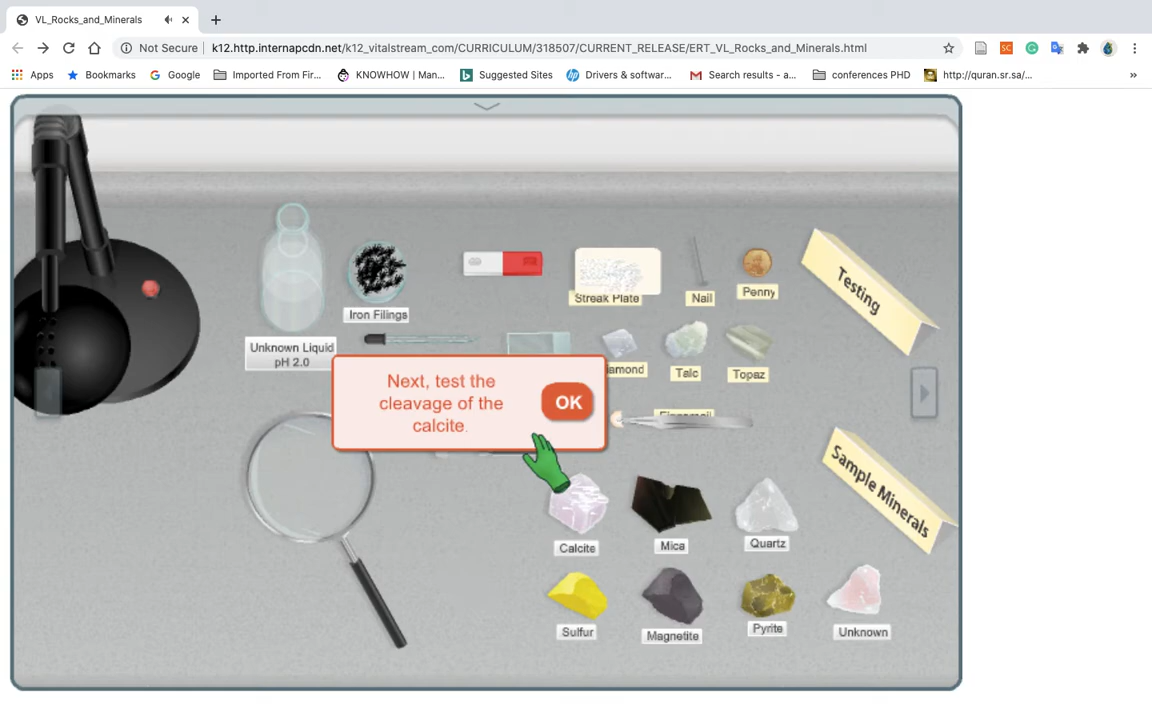 VL_Rocks_and_Minerals
Not Secure k12.http.internapcdn.net/k12_vitalstream_com/CURRICULUM/318507/CURRENT_RELEASE/ERT_VL_Rocks_and_Minerals.html
SC
Apps Bookmarks Google Imported From Fir... KNOWHOW | Man... Suggested Sites Drivers & softwar... Search results - a... conferences PHD http://quran.sr.sa/... »
Testing
Penny
Nail
Streak Plate
Iron Filings
Unknown Liquid
pH 2.0
iamond
Talc
Topaz
Next, test the
cleavage of the
calcite.
OK
Sample Minerals
Calcite
Mica
Quartz
Sulfur
Magnetite
Pyrite
Unknown